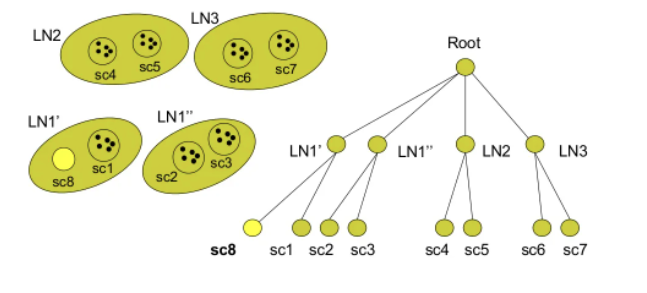 LN2
LN3
sc4
sc5
sc6
sc7
LN1’
LN1’’
sc8
sc1
sc2
sc3
Root
LN1’
LN1’’
LN2
LN3
sc8
sc1
sc2
sc3
sc4
sc5
sc6
sc7